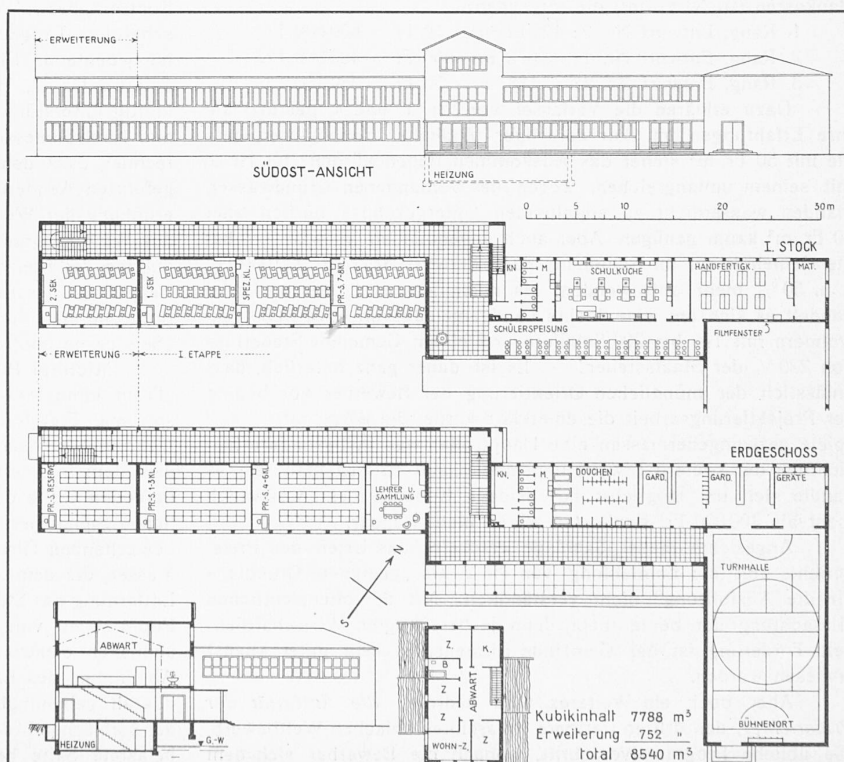 ERWEITERUNG
SÜDOST-ANSICHT
HEIZUNG
0 5 10 20 30 m
I. STOCK
2. SEK
1. SEK
SPEZ. KL.
PR.-S. 7-8 KL.
KN
M.
SCHULKÜCHE
HANDFERTIGK.
MAT.
SCHÜLERSPEISUNG
FILMFENSTER
ERWEITERUNG
I. ETAPPE
ERDGESCHOSS
PR.-S. RESERVE
PR.-S. 1-3 KL.
PR.-S. 4-6 KL.
LEHRER U.
SAMMLUNG
KN.
M
DOUCHEN
GARD.
GARD.
GERÄTE
TURNHALLE
BÜHNENORT
N
S
ABWART
HEIZUNG
G.-W
Z.
K.
B
Z
Z
WOHN-Z.
Z
ABWART
Kubikinhalt 7788 m³
Erweiterung 752 "
total 8540 m³